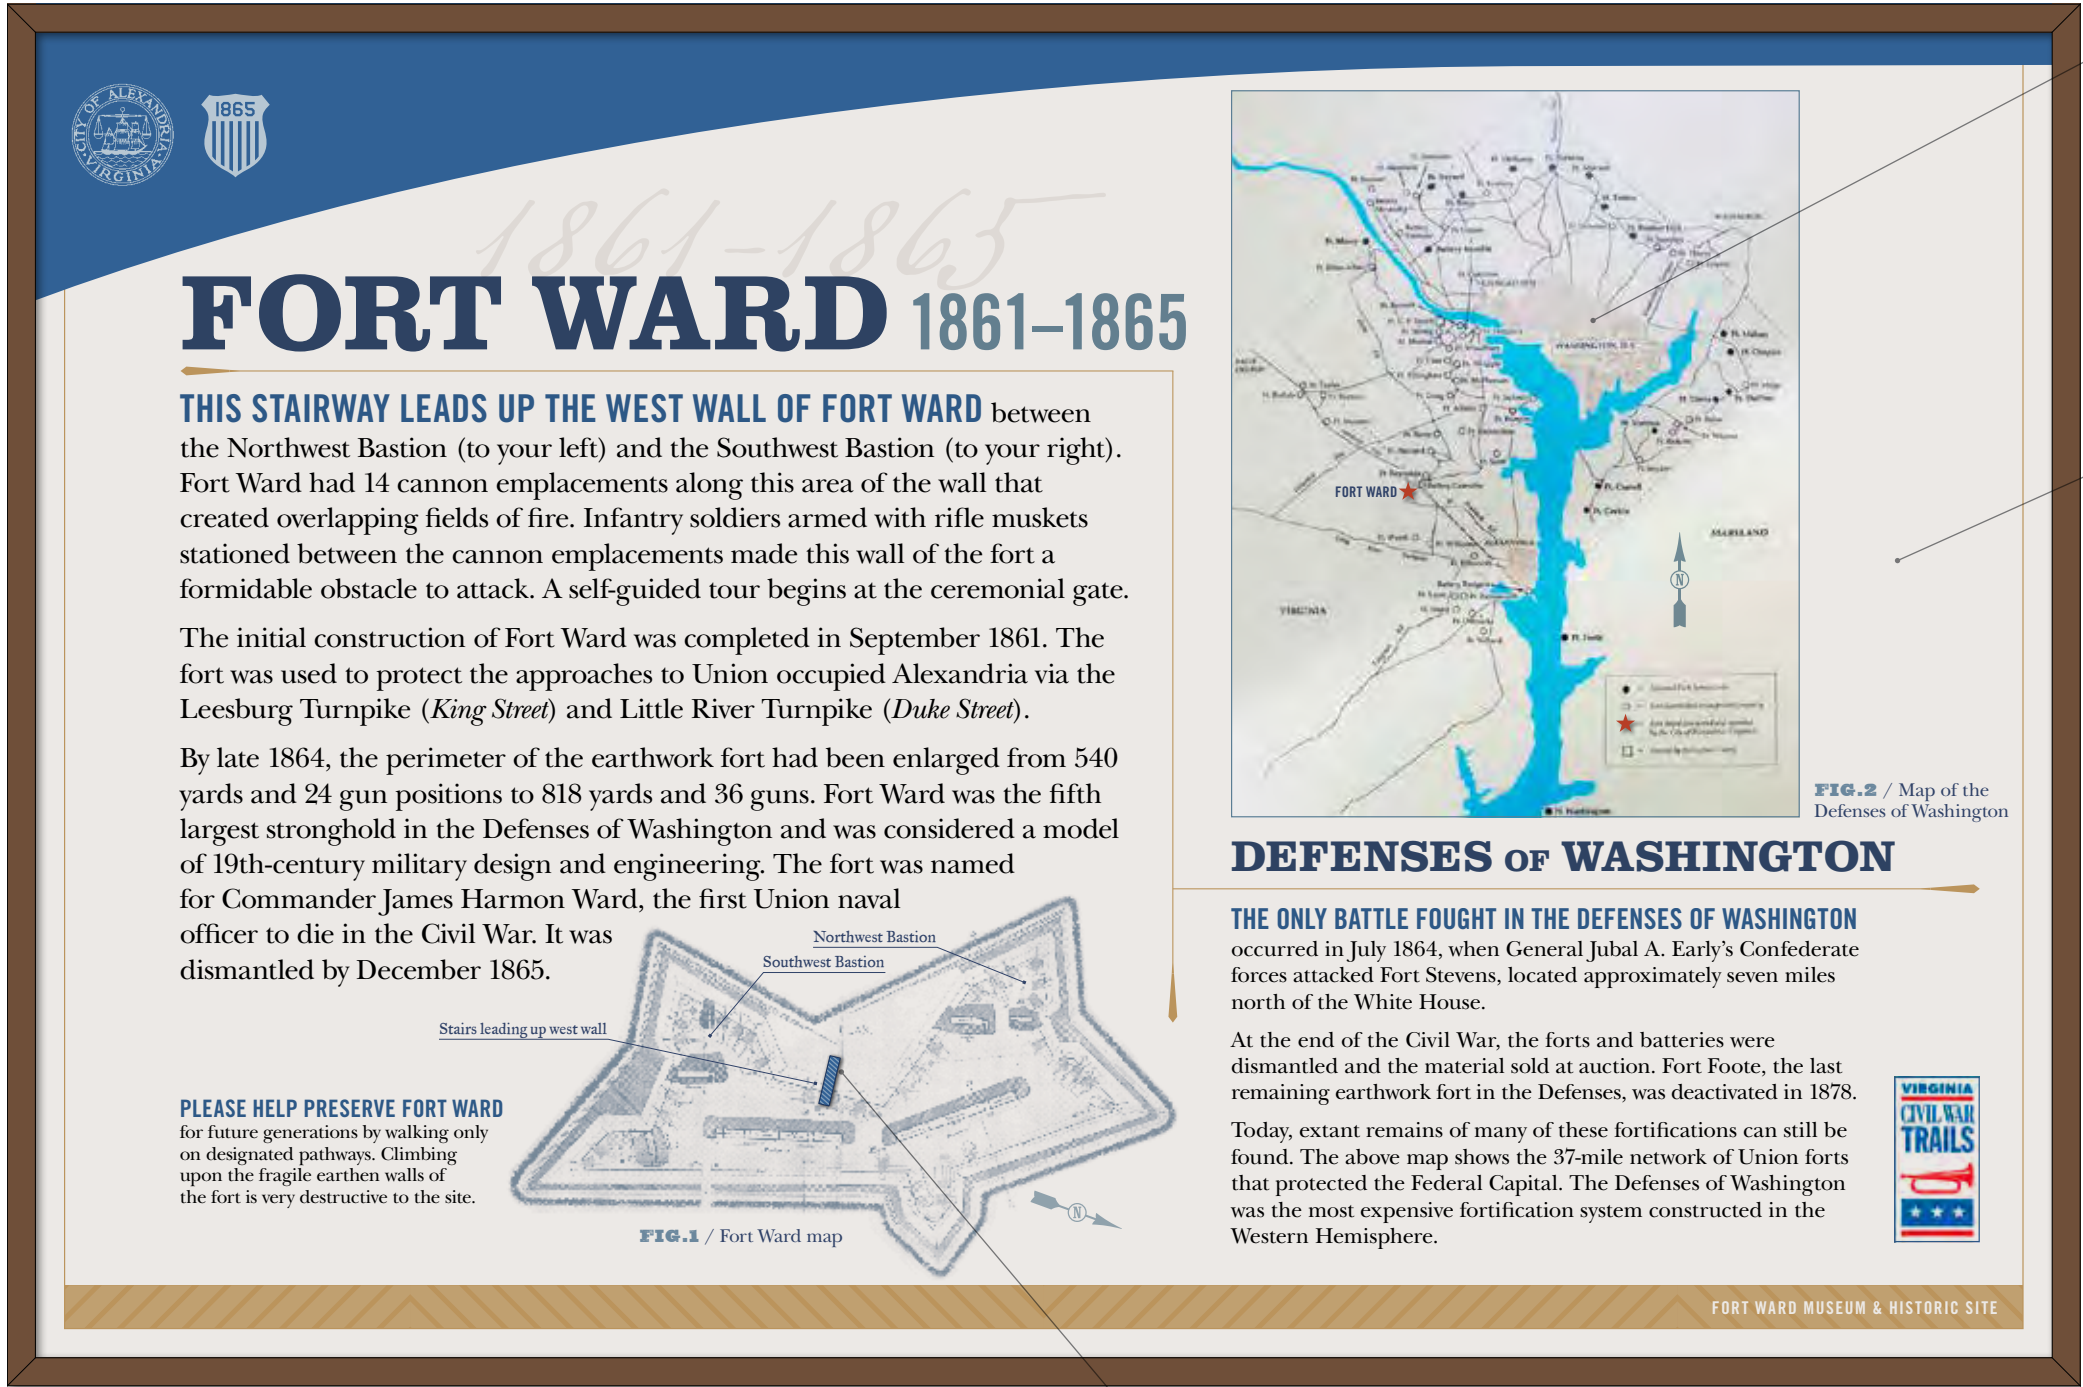 CITY OF ALEXANDRIA
VIRGINIA
1865
1861–1865
FORT WARD 1861–1865
THIS STAIRWAY LEADS UP THE WEST WALL OF FORT WARD between
the Northwest Bastion (to your left) and the Southwest Bastion (to your right).
Fort Ward had 14 cannon emplacements along this area of the wall that
created overlapping fields of fire. Infantry soldiers armed with rifle muskets
stationed between the cannon emplacements made this wall of the fort a
formidable obstacle to attack. A self-guided tour begins at the ceremonial gate.
The initial construction of Fort Ward was completed in September 1861. The
fort was used to protect the approaches to Union occupied Alexandria via the
Leesburg Turnpike (King Street) and Little River Turnpike (Duke Street).
By late 1864, the perimeter of the earthwork fort had been enlarged from 540
yards and 24 gun positions to 818 yards and 36 guns. Fort Ward was the fifth
largest stronghold in the Defenses of Washington and was considered a model
of 19th-century military design and engineering. The fort was named
for Commander James Harmon Ward, the first Union naval
officer to die in the Civil War. It was
dismantled by December 1865.
Northwest Bastion
Southwest Bastion
Stairs leading up west wall
PLEASE HELP PRESERVE FORT WARD
for future generations by walking only
on designated pathways. Climbing
upon the fragile earthen walls of
the fort is very destructive to the site.
N
FIG.1 / Fort Ward map
WASHINGTON, D.C.
FORT WARD
MARYLAND
N
VIRGINIA
Ft. Foote
Ft. Washington
FIG.2 / Map of the
Defenses of Washington
DEFENSES OF WASHINGTON
THE ONLY BATTLE FOUGHT IN THE DEFENSES OF WASHINGTON
occurred in July 1864, when General Jubal A. Early's Confederate
forces attacked Fort Stevens, located approximately seven miles
north of the White House.
At the end of the Civil War, the forts and batteries were
dismantled and the material sold at auction. Fort Foote, the last
remaining earthwork fort in the Defenses, was deactivated in 1878.
Today, extant remains of many of these fortifications can still be
found. The above map shows the 37-mile network of Union forts
that protected the Federal Capital. The Defenses of Washington
was the most expensive fortification system constructed in the
Western Hemisphere.
VIRGINIA
CIVIL WAR
TRAILS
FORT WARD MUSEUM & HISTORIC SITE